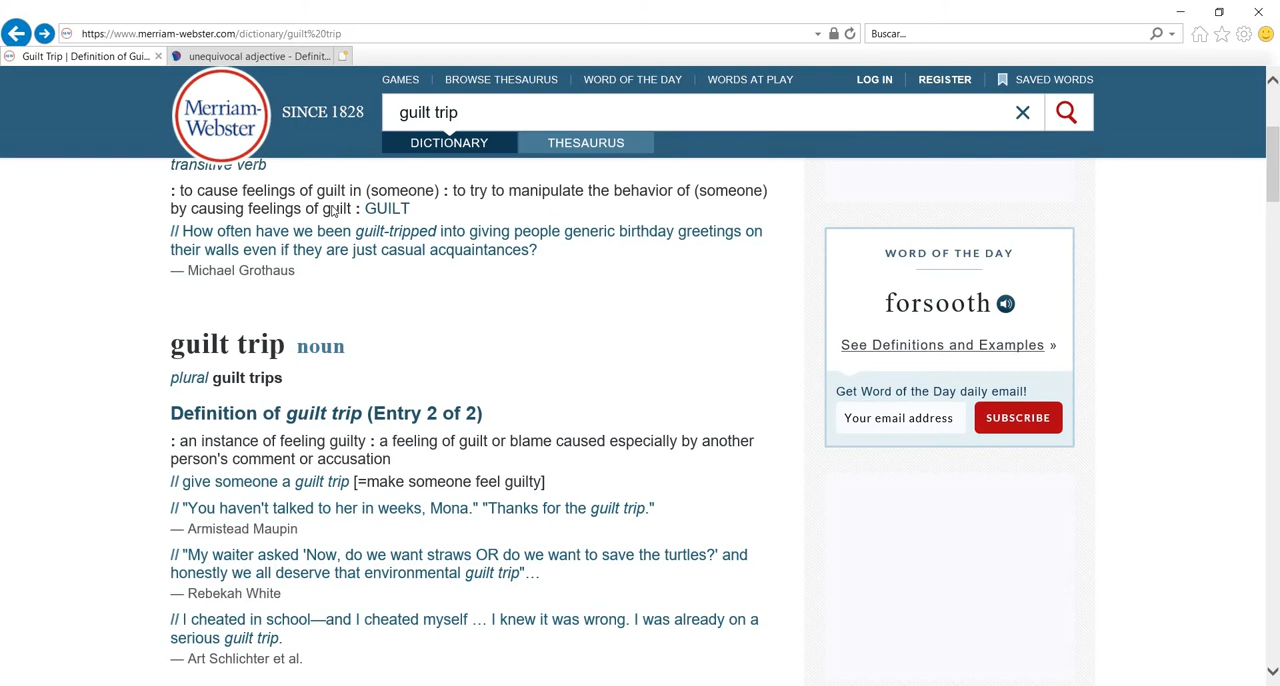 https://www.merriam-webster.com/dictionary/guilt%20trip
Buscar...
Guilt Trip | Definition of Gui...
unequivocal adjective - Definit...
GAMES
BROWSE THESAURUS
WORD OF THE DAY
WORDS AT PLAY
LOG IN
REGISTER
SAVED WORDS
Merriam-
Webster
SINCE 1828
guilt trip
DICTIONARY
THESAURUS
transitive verb
: to cause feelings of guilt in (someone) : to try to manipulate the behavior of (someone)
by causing feelings of guilt : GUILT
// How often have we been guilt-tripped into giving people generic birthday greetings on
their walls even if they are just casual acquaintances?
— Michael Grothaus
guilt trip noun
plural guilt trips
Definition of guilt trip (Entry 2 of 2)
: an instance of feeling guilty : a feeling of guilt or blame caused especially by another
person's comment or accusation
// give someone a guilt trip [=make someone feel guilty]
// "You haven't talked to her in weeks, Mona." "Thanks for the guilt trip."
— Armistead Maupin
// "My waiter asked 'Now, do we want straws OR do we want to save the turtles?' and
honestly we all deserve that environmental guilt trip"…
— Rebekah White
// I cheated in school—and I cheated myself … I knew it was wrong. I was already on a
serious guilt trip.
— Art Schlichter et al.
WORD OF THE DAY
forsooth
See Definitions and Examples »
Get Word of the Day daily email!
Your email address
SUBSCRIBE